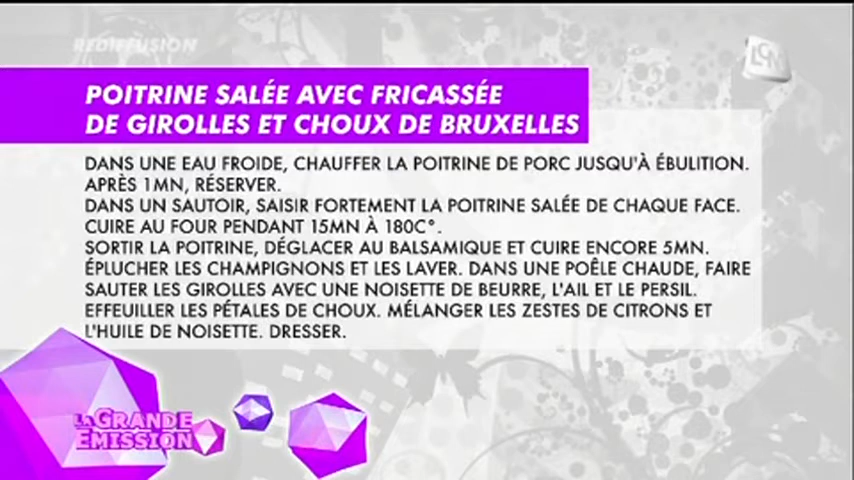 REDIFFUSION
LCM
POITRINE SALÉE AVEC FRICASSÉE
DE GIROLLES ET CHOUX DE BRUXELLES
DANS UNE EAU FROIDE, CHAUFFER LA POITRINE DE PORC JUSQU'À ÉBULITION.
APRÈS 1MN, RÉSERVER.
DANS UN SAUTOIR, SAISIR FORTEMENT LA POITRINE SALÉE DE CHAQUE FACE.
CUIRE AU FOUR PENDANT 15MN À 180C°.
SORTIR LA POITRINE, DÉGLACER AU BALSAMIQUE ET CUIRE ENCORE 5MN.
ÉPLUCHER LES CHAMPIGNONS ET LES LAVER. DANS UNE POÊLE CHAUDE, FAIRE
SAUTER LES GIROLLES AVEC UNE NOISETTE DE BEURRE, L'AIL ET LE PERSIL.
EFFEUILLER LES PÉTALES DE CHOUX. MÉLANGER LES ZESTES DE CITRONS ET
L'HUILE DE NOISETTE. DRESSER.
LA GRANDE
EMISSION